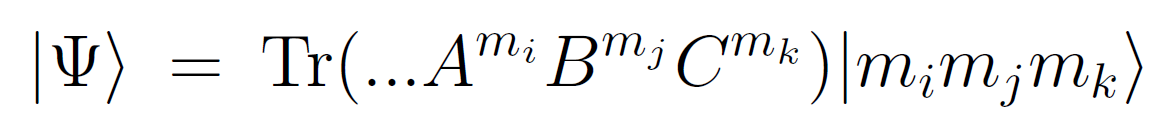 |Ψ⟩ = Tr(...A^{m_i} B^{m_j} C^{m_k})|m_i m_j m_k⟩